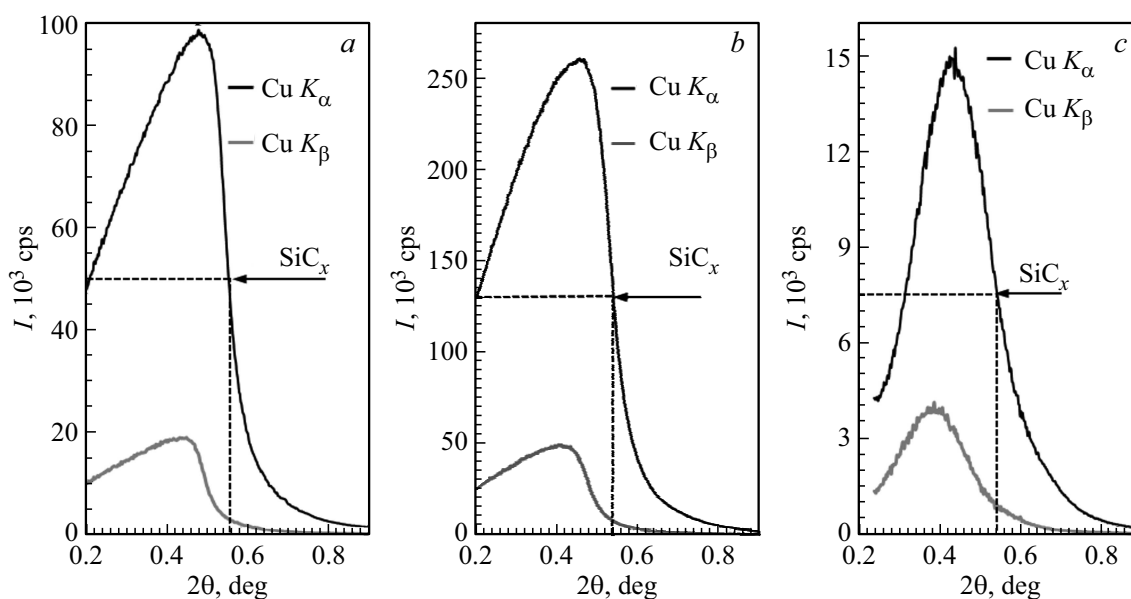 a
Cu Kα
Cu Kβ
SiCx
I, 10³ cps
100
80
60
40
20
0
0.2 0.4 0.6 0.8
2θ, deg
b
Cu Kα
Cu Kβ
SiCx
I, 10³ cps
250
200
150
100
50
0
0.2 0.4 0.6 0.8
2θ, deg
c
Cu Kα
Cu Kβ
SiCx
I, 10³ cps
15
12
9
6
3
0
0.2 0.4 0.6 0.8
2θ, deg